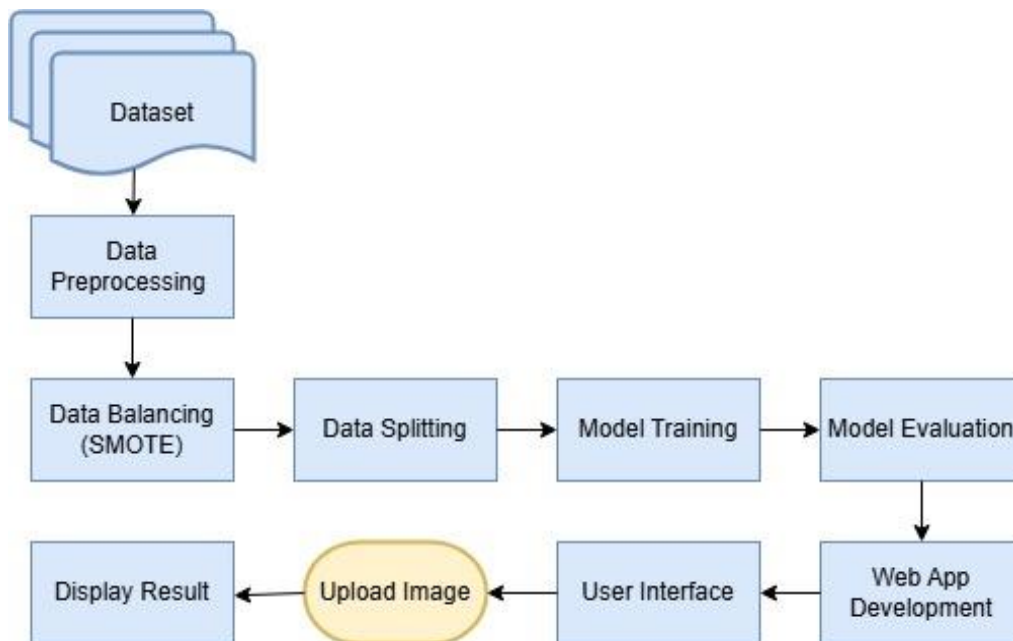 Dataset
Data
Preprocessing
Data Balancing
(SMOTE)
Data Splitting
Model Training
Model Evaluation
Display Result
Upload Image
User Interface
Web App
Development